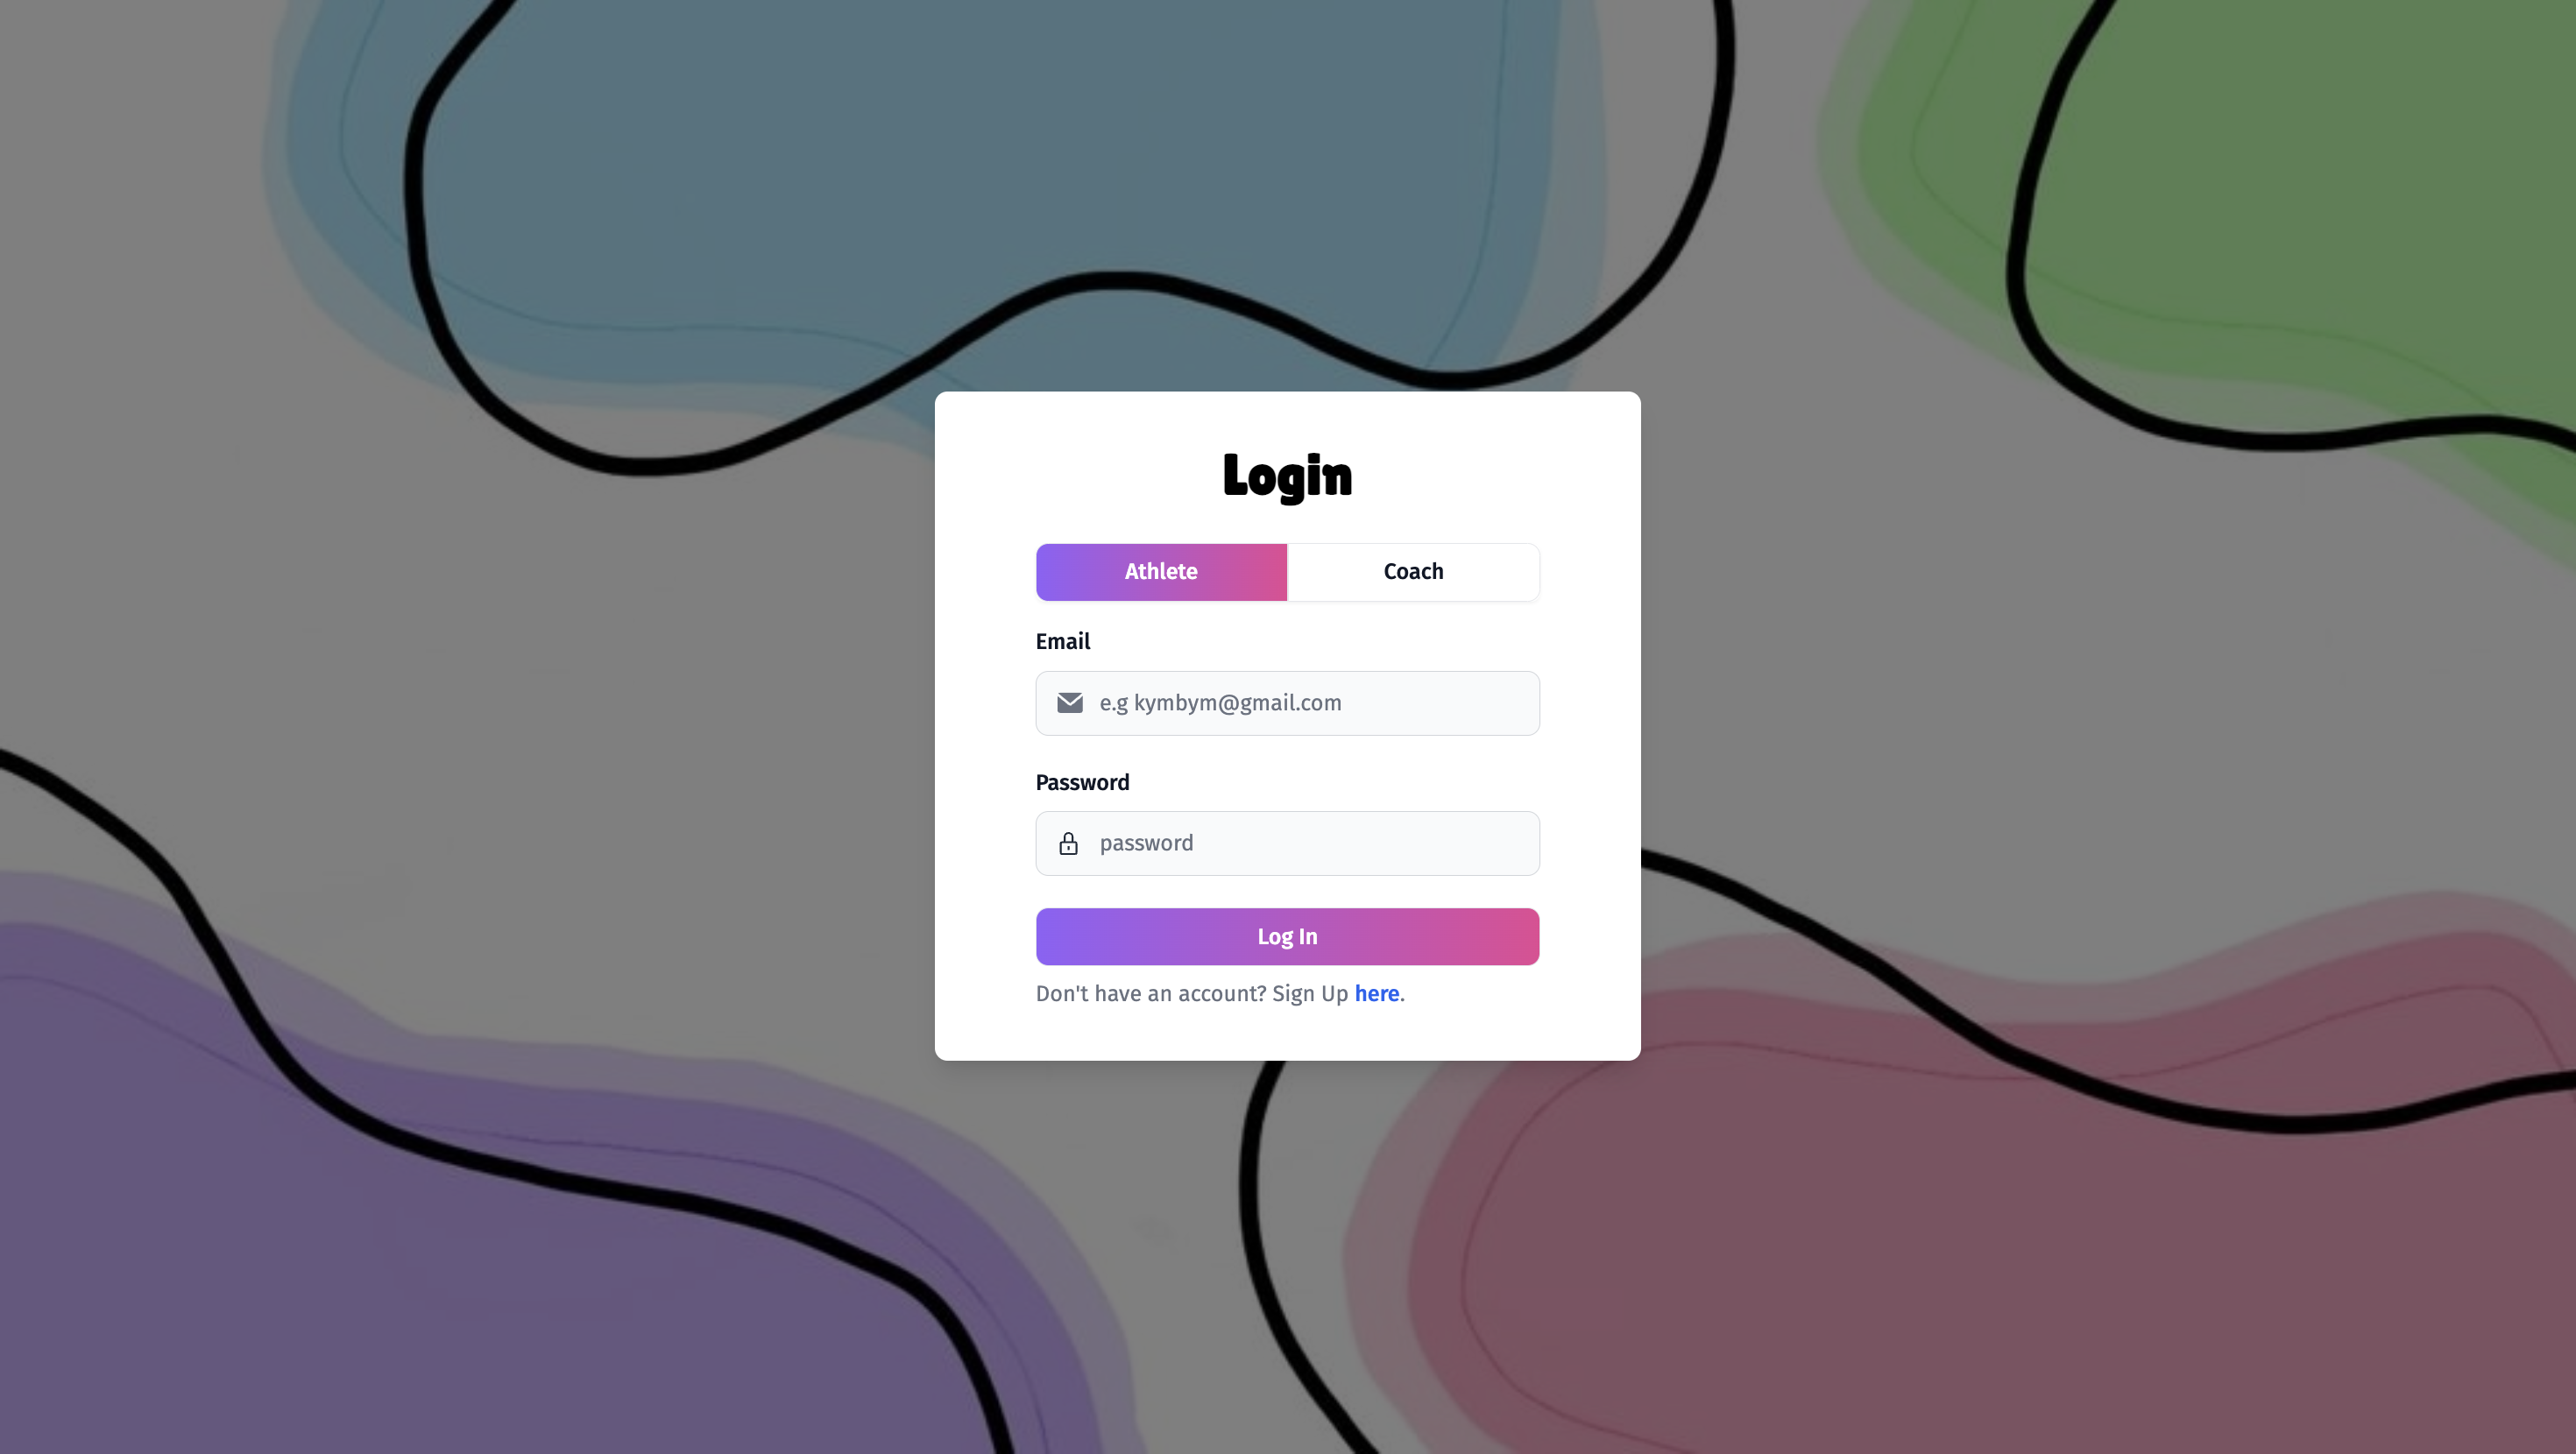 Login
Athlete Coach
Email
e.g kymbym@gmail.com
Password
password
Log In
Don't have an account? Sign Up here.